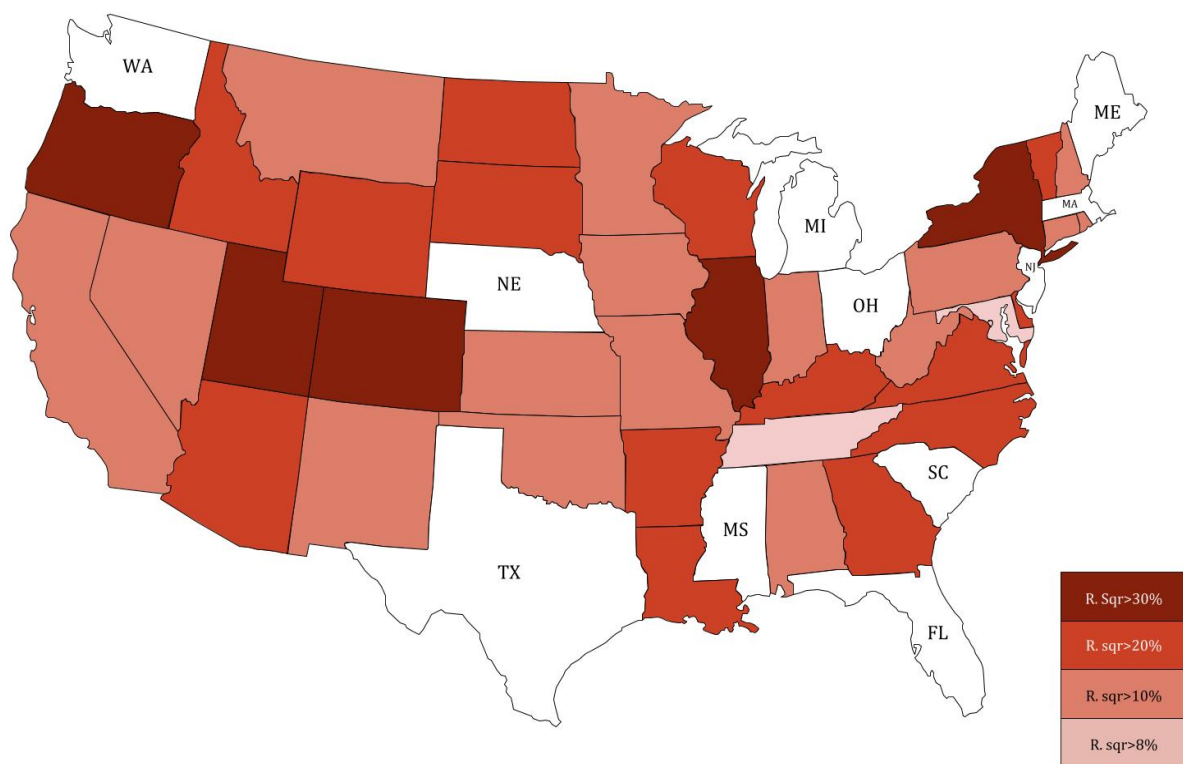 WA
ME
MA
MI
NJ
NE
OH
SC
MS
TX
FL
R. Sqr>30%
R. sqr>20%
R. sqr>10%
R. sqr>8%